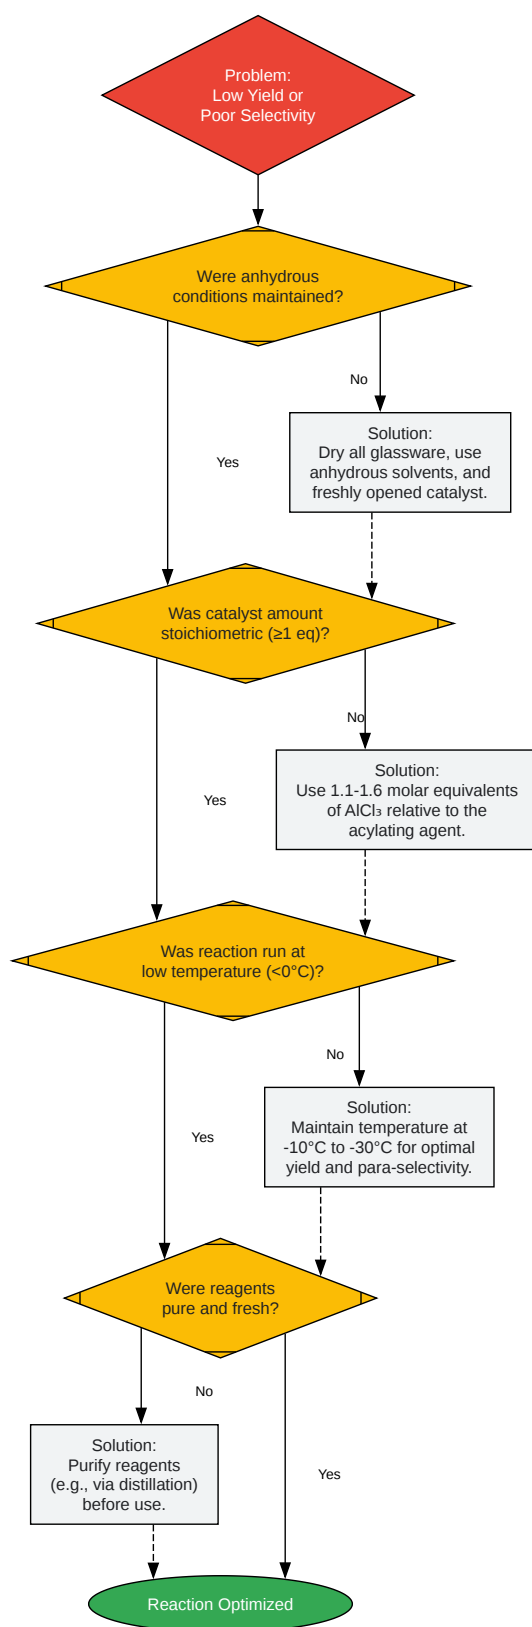 Problem:
Low Yield or
Poor Selectivity
Were anhydrous
conditions maintained?
No
Solution:
Dry all glassware, use
anhydrous solvents, and
freshly opened catalyst.
Yes
Was catalyst amount
stoichiometric (≥1 eq)?
No
Solution:
Use 1.1-1.6 molar equivalents
of AlCl₃ relative to the
acylating agent.
Yes
Was reaction run at
low temperature (<0°C)?
No
Solution:
Maintain temperature at
-10°C to -30°C for optimal
yield and para-selectivity.
Yes
Were reagents
pure and fresh?
No
Solution:
Purify reagents
(e.g., via distillation)
before use.
Yes
Reaction Optimized